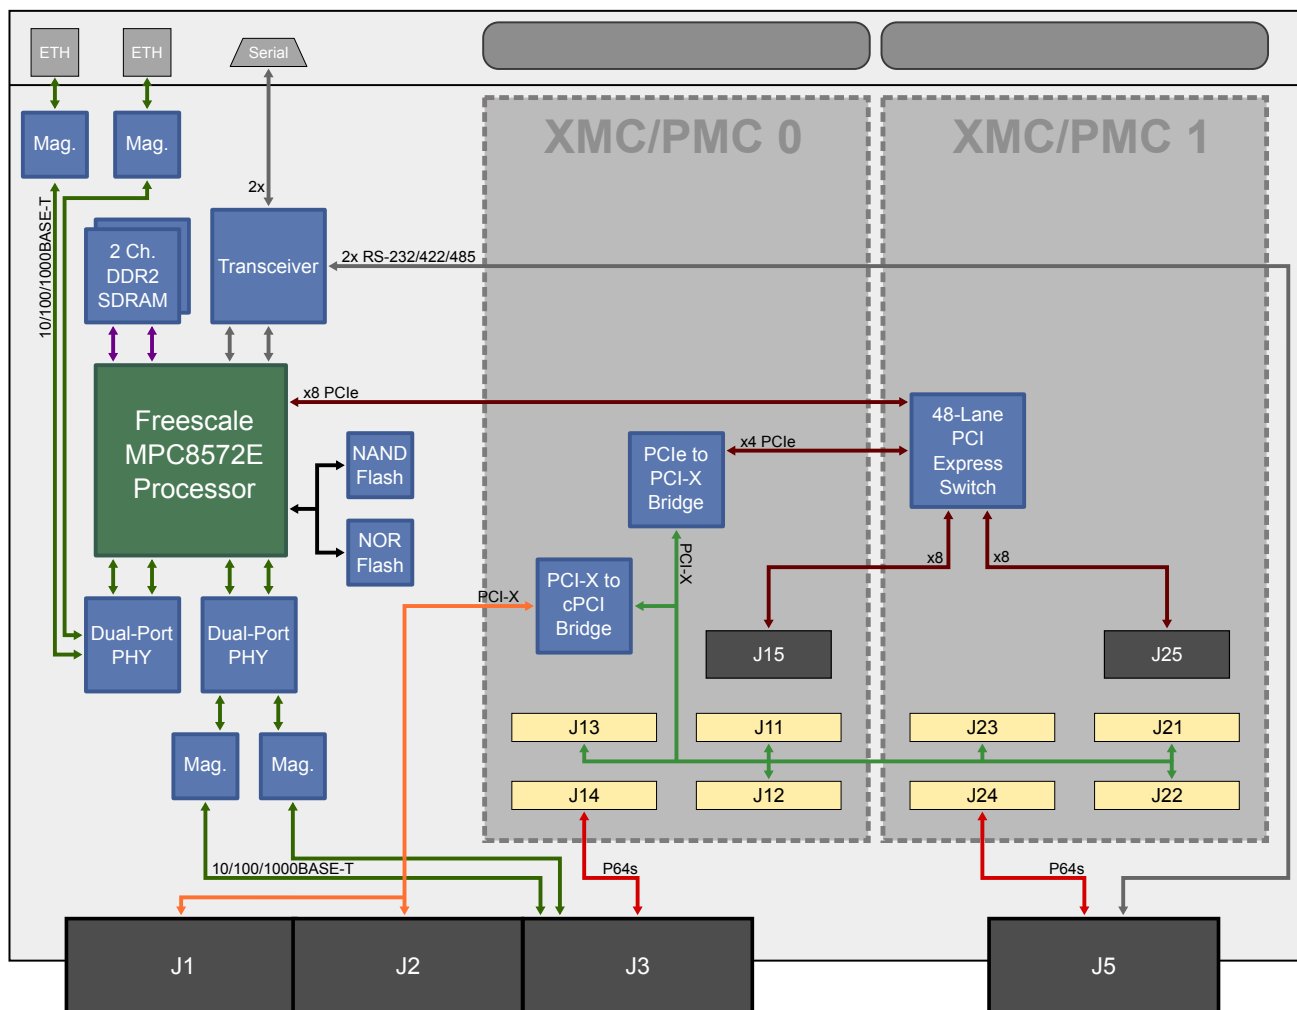 ETH
ETH
Serial
XMC/PMC 0
XMC/PMC 1
Mag.
Mag.
2x
10/100/1000BASE-T
2 Ch.
DDR2
SDRAM
Transceiver
2x RS-232/422/485
Freescale
MPC8572E
Processor
x8 PCIe
48-Lane
PCI
Express
Switch
x4 PCIe
PCIe to
PCI-X
Bridge
NAND
Flash
NOR
Flash
PCI-X
x8
x8
PCI-X to
cPCI
Bridge
PCI-X
Dual-Port
PHY
Dual-Port
PHY
J15
J25
J13
J11
J23
J21
Mag.
Mag.
J14
J12
J24
J22
10/100/1000BASE-T
P64s
P64s
J1
J2
J3
J5